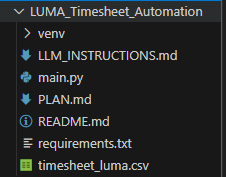 LUMA_Timesheet_Automation
venv
LLM_INSTRUCTIONS.md
main.py
PLAN.md
README.md
requirements.txt
timesheet_luma.csv